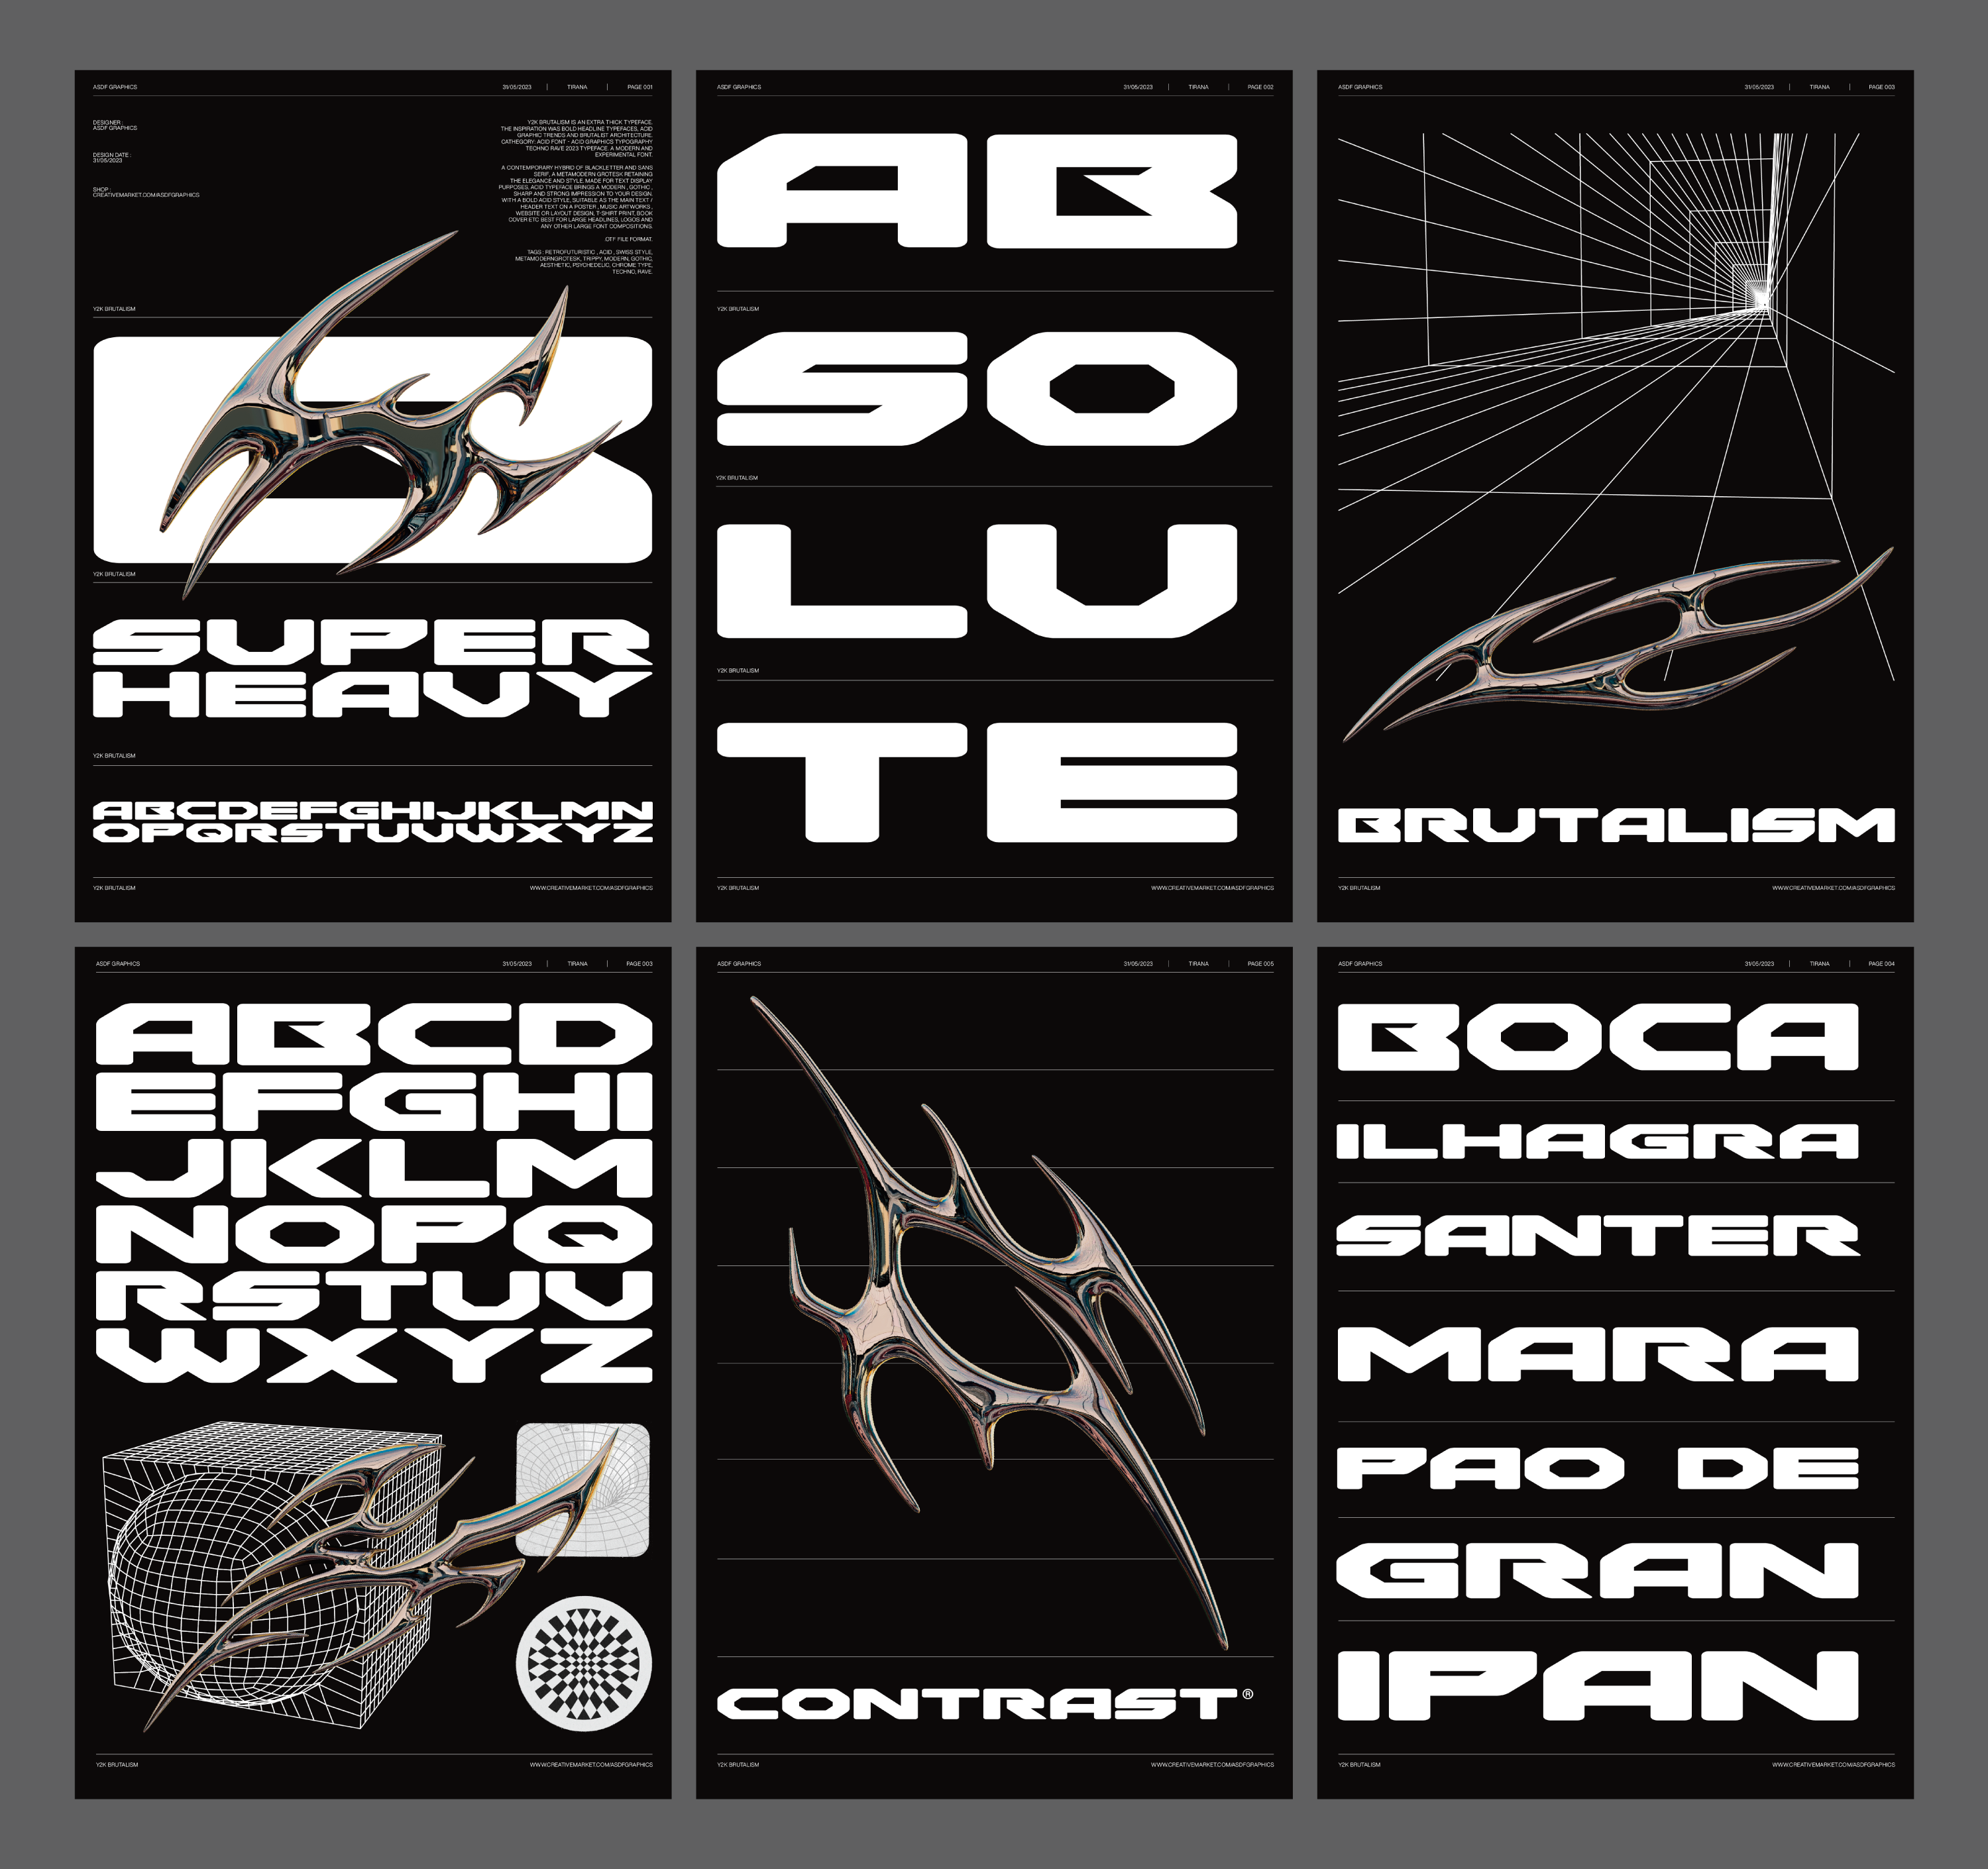 ASDF GRAPHICS
31/05/2023 | TIRANA | PAGE 001
DESIGNER :
ASDF GRAPHICS
DESIGN DATE :
31/05/2023
SHOP :
CREATIVEMARKET.COM/ASDFGRAPHICS
Y2K BRUTALISM IS AN EXTRA THICK TYPEFACE.
THE INSPIRATION WAS BOLD HEADLINE TYPEFACES, ACID
GRAPHIC TRENDS AND BRUTALIST ARCHITECTURE.
CATHEGORY: ACID FONT - ACID GRAPHICS TYPOGRAPHY
TECHNO RAVE 2023 TYPEFACE. A MODERN AND
EXPERIMENTAL FONT.
A CONTEMPORARY HYBRID OF BLACKLETTER AND SANS
SERIF, A METAMODERN GROTESK RETAINING
THE ELEGANCE AND STYLE. MADE FOR TEXT DISPLAY
PURPOSES, ACID TYPEFACE BRINGS A MODERN , GOTHIC ,
SHARP AND STRONG IMPRESSION TO YOUR DESIGN.
WITH A BOLD ACID STYLE, SUITABLE AS THE MAIN TEXT /
HEADER TEXT ON A POSTER , MUSIC ARTWORKS ,
WEBSITE OR LAYOUT DESIGN, T-SHIRT PRINT, BOOK
COVER ETC BEST FOR LARGE HEADLINES, LOGOS AND
ANY OTHER LARGE FONT COMPOSITIONS.
.OTF FILE FORMAT.
TAGS : RETROFUTURISTIC , ACID , SWISS STYLE,
METAMODERNGROTESK, TRIPPY, MODERN, GOTHIC,
AESTHETIC, PSYCHEDELIC, CHROME TYPE,
TECHNO, RAVE.
Y2K BRUTALISM
B
Y2K BRUTALISM
SUPER
HEAVY
Y2K BRUTALISM
ABCDEFGHIJKLMN
OPQRSTUVWXYZ
Y2K BRUTALISM
WWW.CREATIVEMARKET.COM/ASDFGRAPHICS
ASDF GRAPHICS
31/05/2023 | TIRANA | PAGE 002
AB
Y2K BRUTALISM
SO
Y2K BRUTALISM
LU
Y2K BRUTALISM
TE
Y2K BRUTALISM
WWW.CREATIVEMARKET.COM/ASDFGRAPHICS
ASDF GRAPHICS
31/05/2023 | TIRANA | PAGE 003
BRUTALISM
Y2K BRUTALISM
WWW.CREATIVEMARKET.COM/ASDFGRAPHICS
ASDF GRAPHICS
31/05/2023 | TIRANA | PAGE 003
ABCD
EFGHI
JKLM
NOPQ
RSTUV
WXYZ
Y2K BRUTALISM
WWW.CREATIVEMARKET.COM/ASDFGRAPHICS
ASDF GRAPHICS
31/05/2023 | TIRANA | PAGE 005
CONTRAST®
Y2K BRUTALISM
WWW.CREATIVEMARKET.COM/ASDFGRAPHICS
ASDF GRAPHICS
31/05/2023 | TIRANA | PAGE 004
BOCA
ILHAGRA
SANTER
MARA
PAO DE
GRAN
IPAN
Y2K BRUTALISM
WWW.CREATIVEMARKET.COM/ASDFGRAPHICS